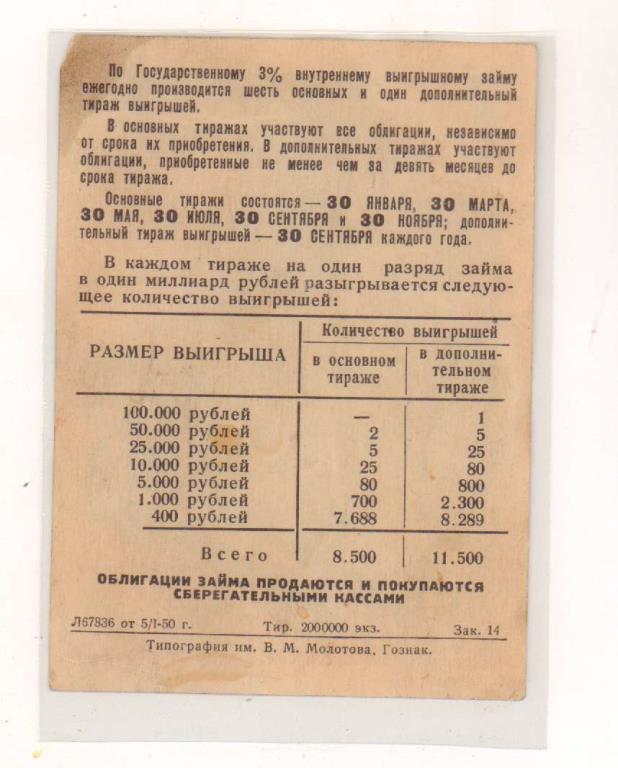 По Государственному 3% внутреннему выигрышному займу
ежегодно производится шесть основных и один дополнительный
тираж выигрышей.
В основных тиражах участвуют все облигации, независимо
от срока их приобретения. В дополнительных тиражах участвуют
облигации, приобретенные не менее чем за девять месяцев до
срока тиража.
Основные тиражи состоятся — 30 ЯНВАРЯ, 30 МАРТА,
30 МАЯ, 30 ИЮЛЯ, 30 СЕНТЯБРЯ и 30 НОЯБРЯ; дополни-
тельный тираж выигрышей — 30 СЕНТЯБРЯ каждого года.
В каждом тираже на один разряд займа
в один миллиард рублей разыгрывается следую-
щее количество выигрышей:
РАЗМЕР ВЫИГРЫША
Количество выигрышей
в основном
тираже
в дополни-
тельном
тираже
100.000 рублей — 1
50.000 рублей 2 5
25.000 рублей 5 25
10.000 рублей 25 80
5.000 рублей 80 800
1.000 рублей 700 2.300
400 рублей 7.688 8.289
Всего 8.500 11.500
ОБЛИГАЦИИ ЗАЙМА ПРОДАЮТСЯ И ПОКУПАЮТСЯ
СБЕРЕГАТЕЛЬНЫМИ КАССАМИ
Л67836 от 5/I-50 г. Тир. 2000000 экз. Зак. 14
Типография им. В. М. Молотова, Гознак.